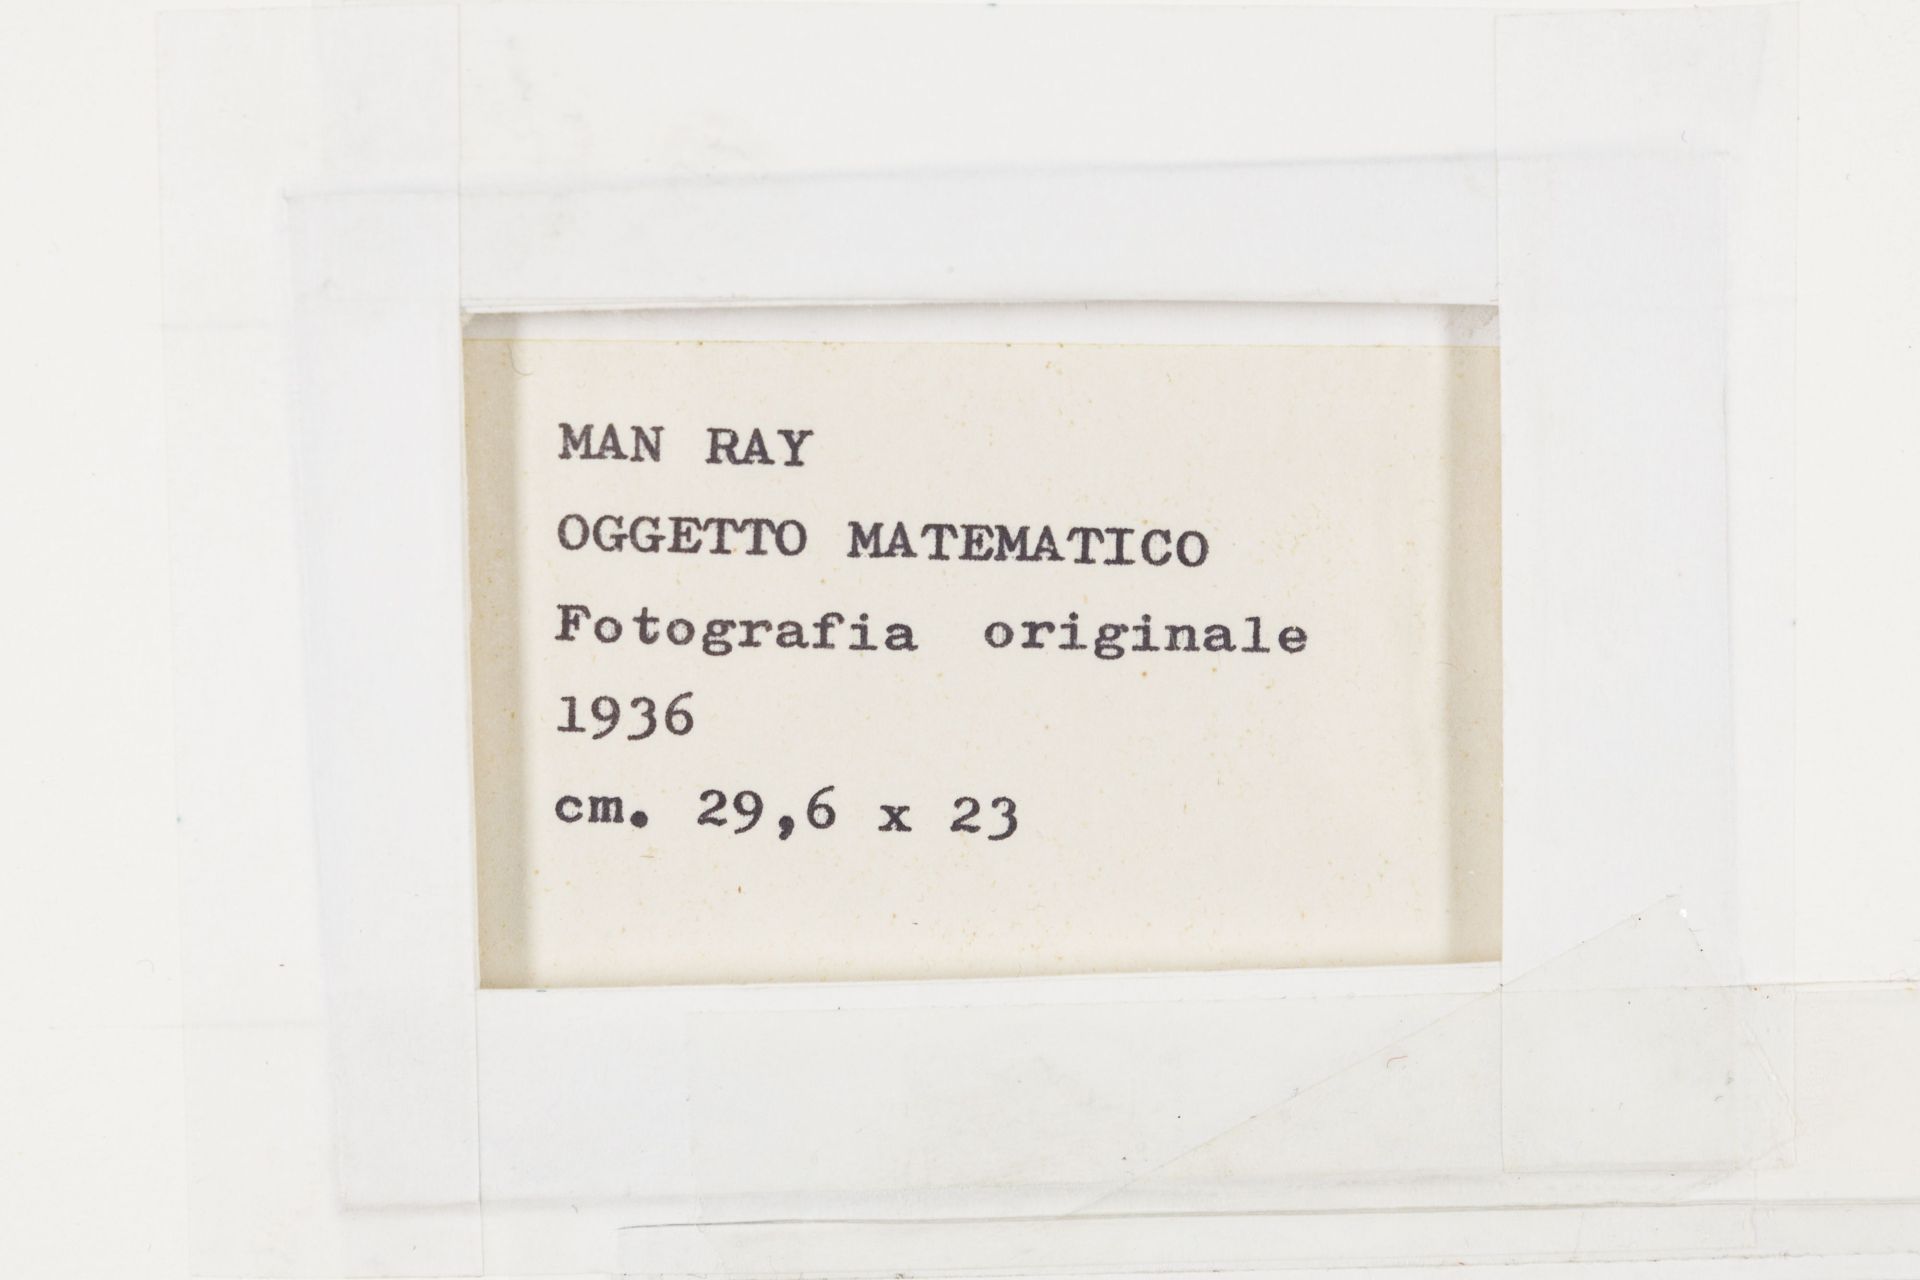 MAN RAY
OGGETTO MATEMATICO
Fotografia originale
1936
cm. 29,6 x 23